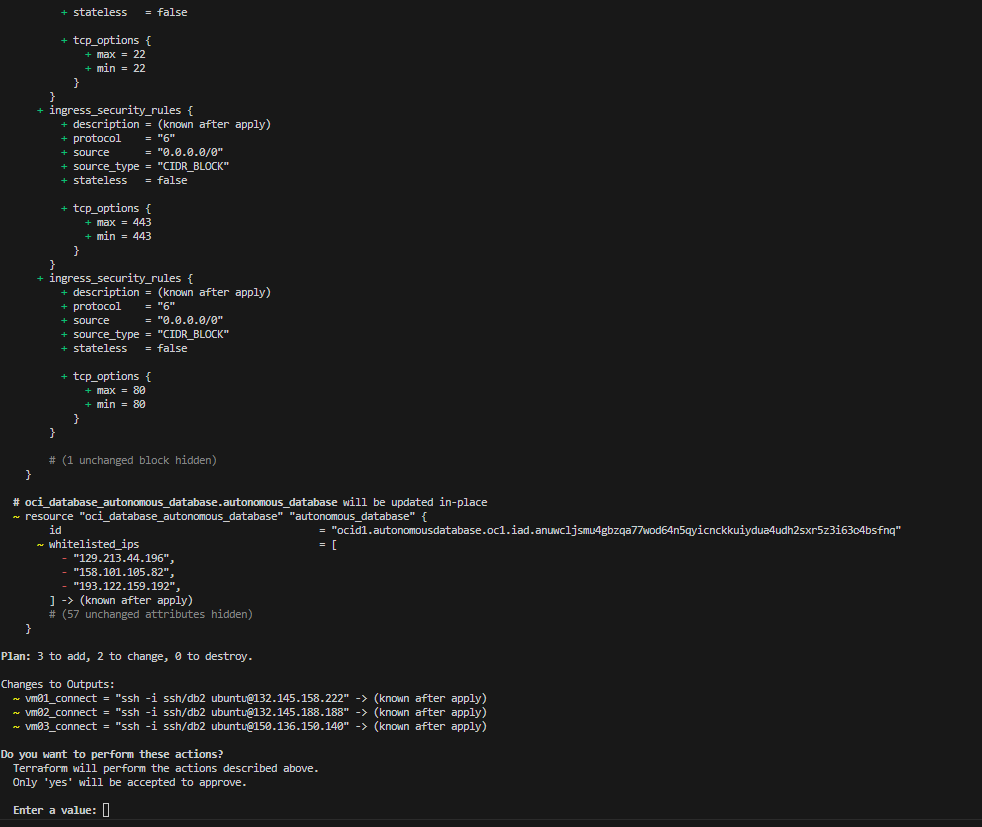 + stateless   = false
+ tcp_options {
+ max = 22
+ min = 22
}
}
+ ingress_security_rules {
+ description = (known after apply)
+ protocol    = "6"
+ source      = "0.0.0.0/0"
+ source_type = "CIDR_BLOCK"
+ stateless   = false
+ tcp_options {
+ max = 443
+ min = 443
}
}
+ ingress_security_rules {
+ description = (known after apply)
+ protocol    = "6"
+ source      = "0.0.0.0/0"
+ source_type = "CIDR_BLOCK"
+ stateless   = false
+ tcp_options {
+ max = 80
+ min = 80
}
}
# (1 unchanged block hidden)
}
# oci_database_autonomous_database.autonomous_database will be updated in-place
~ resource "oci_database_autonomous_database" "autonomous_database" {
id                                             = "ocid1.autonomousdatabase.oc1.iad.anuwcljsmu4gbzqa77wod64n5qyicnckkuiydua4udh2sxr5z3i63o4bsfnq"
~ whitelisted_ips                                = [
- "129.213.44.196",
- "158.101.105.82",
- "193.122.159.192",
] -> (known after apply)
# (57 unchanged attributes hidden)
}
Plan: 3 to add, 2 to change, 0 to destroy.
Changes to Outputs:
~ vm01_connect = "ssh -i ssh/db2 ubuntu@132.145.158.222" -> (known after apply)
~ vm02_connect = "ssh -i ssh/db2 ubuntu@132.145.188.188" -> (known after apply)
~ vm03_connect = "ssh -i ssh/db2 ubuntu@150.136.150.140" -> (known after apply)
Do you want to perform these actions?
Terraform will perform the actions described above.
Only 'yes' will be accepted to approve.
Enter a value: